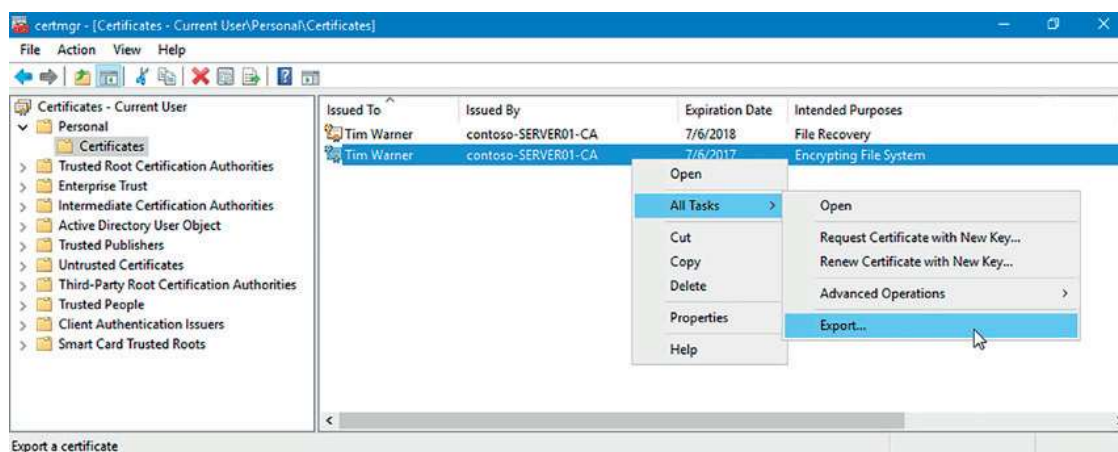 certmgr - [Certificates - Current User\Personal\Certificates]
File Action View Help
Certificates - Current User
Personal
Certificates
Trusted Root Certification Authorities
Enterprise Trust
Intermediate Certification Authorities
Active Directory User Object
Trusted Publishers
Untrusted Certificates
Third-Party Root Certification Authorities
Trusted People
Client Authentication Issuers
Smart Card Trusted Roots
Issued To Issued By Expiration Date Intended Purposes
Tim Warner contoso-SERVER01-CA 7/6/2018 File Recovery
Tim Warner contoso-SERVER01-CA 7/6/2017 Encrypting File System
Open
All Tasks
Cut
Copy
Delete
Properties
Help
Open
Request Certificate with New Key...
Renew Certificate with New Key...
Advanced Operations
Export...
Export a certificate